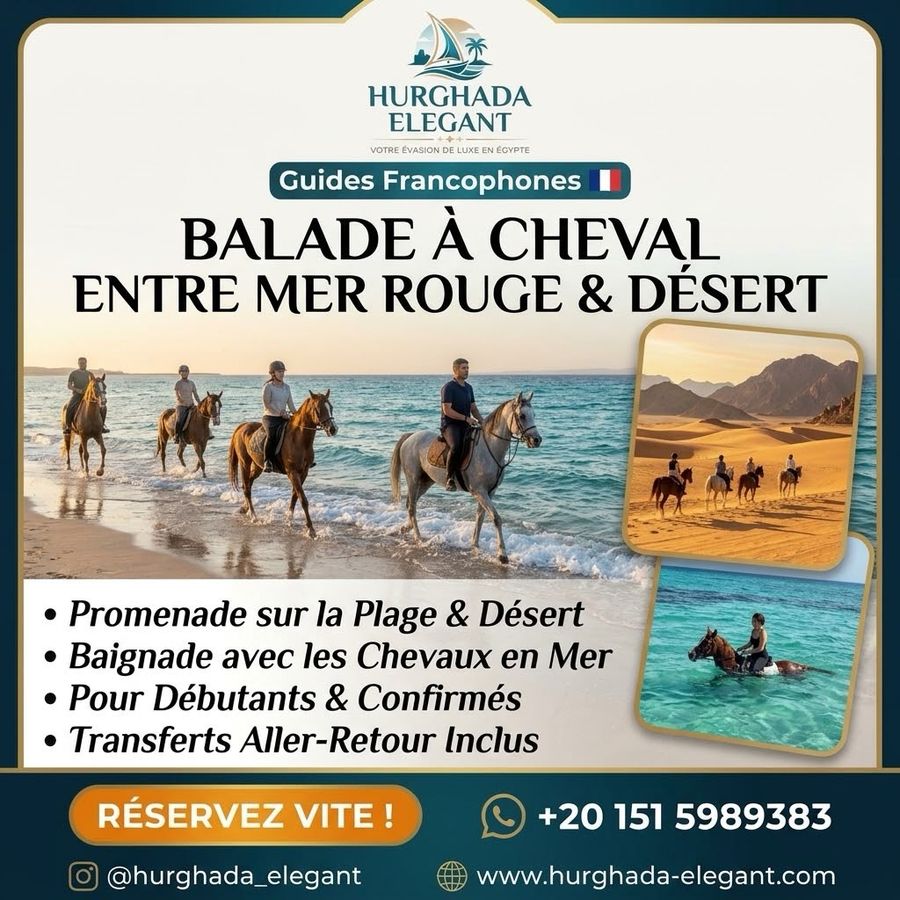 HURGHADA
ELEGANT
VOTRE ÉVASION DE LUXE EN ÉGYPTE
Guides Francophones
BALADE À CHEVAL
ENTRE MER ROUGE & DÉSERT
• Promenade sur la Plage & Désert
• Baignade avec les Chevaux en Mer
• Pour Débutants & Confirmés
• Transferts Aller-Retour Inclus
RÉSERVEZ VITE !
+20 151 5989383
@hurghada_elegant
www.hurghada-elegant.com